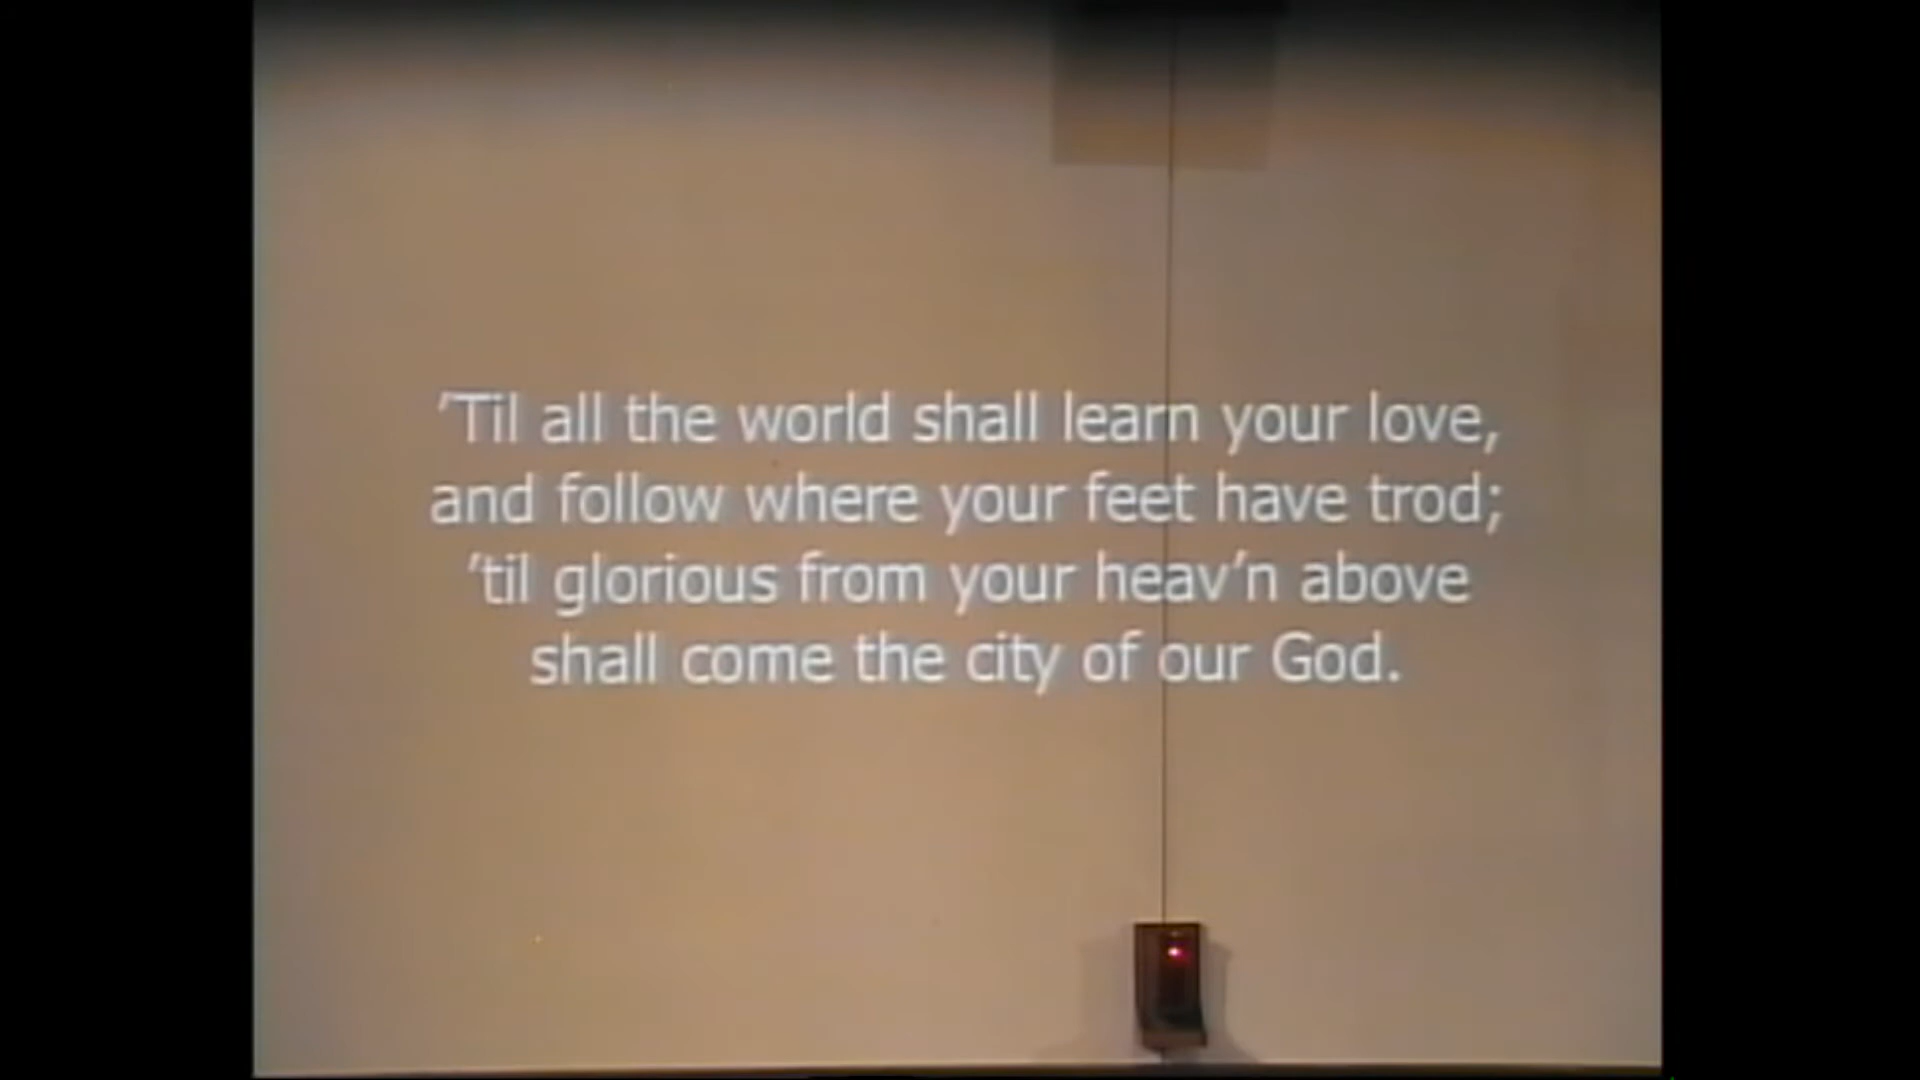 ’Til all the world shall learn your love,
and follow where your feet have trod;
’til glorious from your heav’n above
shall come the city of our God.